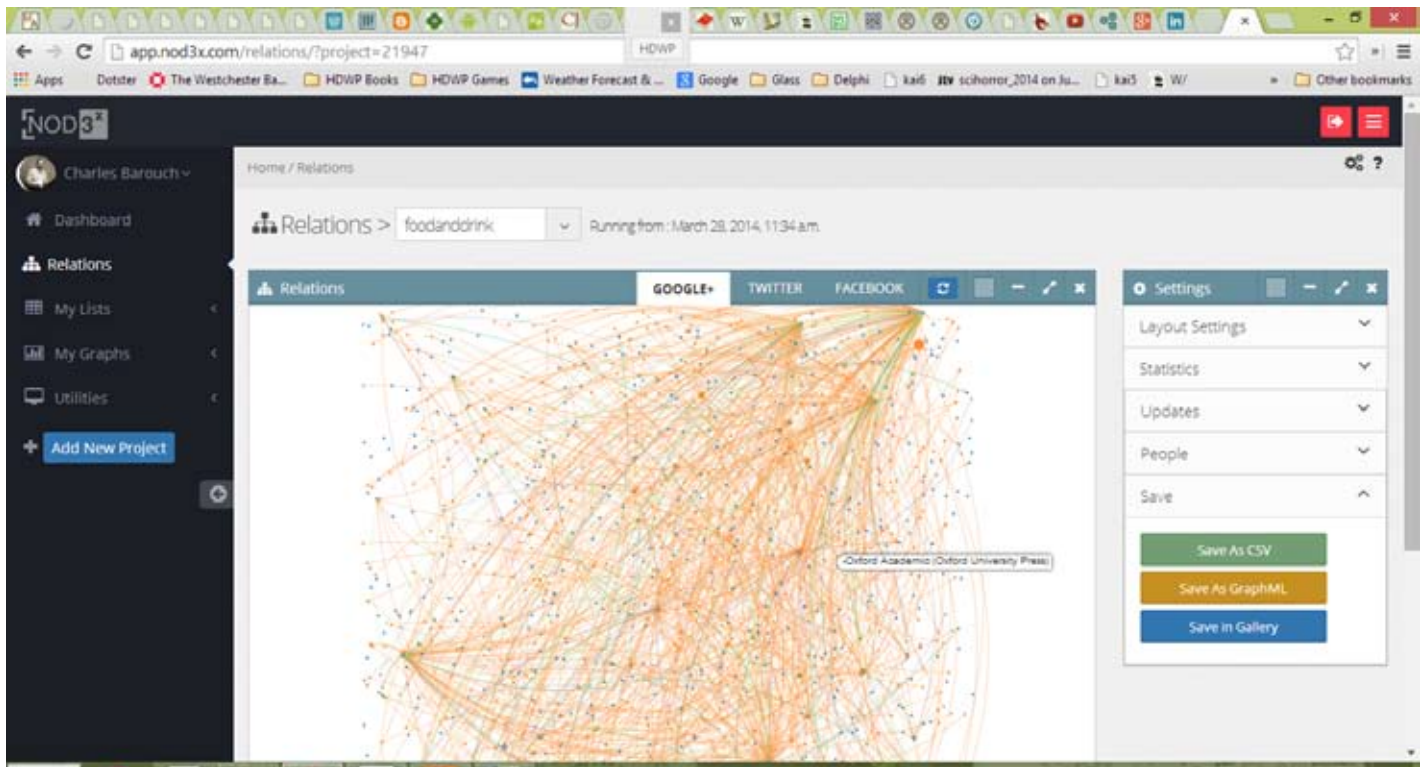 app.nod3x.com/relations/?project=21947
HDWP
Apps Dotster The Westchester Ba... HDWP Books HDWP Games Weather Forecast & ... Google Glass Delphi kai6 scihorror_2014 on Ju... kai5 W/ » Other bookmarks
NOD3x
Charles Barouch
Home / Relations
?
Dashboard
Relations > foodanddrink Running from : March 28, 2014, 11:34 a.m.
Relations
Relations GOOGLE+ TWITTER FACEBOOK
Settings
My Lists
Layout Settings
My Graphs
Statistics
Utilities
Updates
Add New Project
People
Save
-Oxford Academic (Oxford University Press)
Save As CSV
Save As GraphML
Save in Gallery